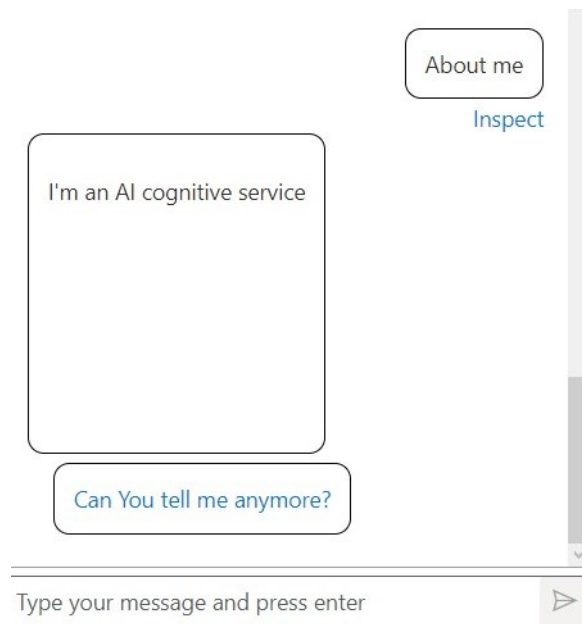 About me
Inspect
I'm an AI cognitive service
Can You tell me anymore?
Type your message and press enter